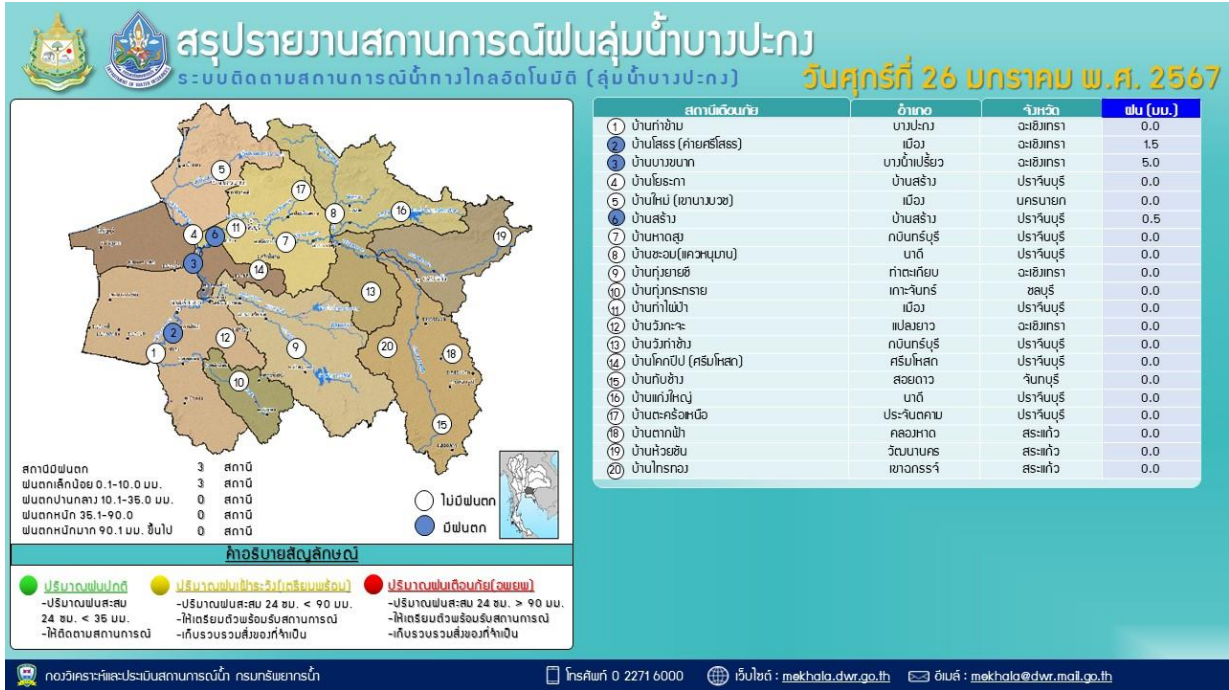 สรุปรายงานสถานการณ์ฝนลุ่มน้ำบางปะกง
ระบบติดตามสถานการณ์น้ำทางไกลอัตโนมัติ (ลุ่มน้ำบางปะกง)
วันศุกร์ที่ 26 มกราคม พ.ศ. 2567
สถานีเตือนภัย อำเภอ จังหวัด ฝน (มม.)
1 บ้านท่าข้าม บางปะกง ฉะเชิงเทรา 0.0
2 บ้านโสธร (ค่ายศรีโสธร) เมือง ฉะเชิงเทรา 1.5
3 บ้านบางขนาก บางน้ำเปรี้ยว ฉะเชิงเทรา 5.0
4 บ้านโยธะกา บ้านสร้าง ปราจีนบุรี 0.0
5 บ้านใหม่ (เขานางบวช) เมือง นครนายก 0.0
6 บ้านสร้าง บ้านสร้าง ปราจีนบุรี 0.5
7 บ้านหาดสูง กบินทร์บุรี ปราจีนบุรี 0.0
8 บ้านซะอม(แควหนุมาน) นาดี ปราจีนบุรี 0.0
9 บ้านทุ่งยายชี ท่าตะเกียบ ฉะเชิงเทรา 0.0
10 บ้านทุ่งกระทราย เกาะจันทร์ ชลบุรี 0.0
11 บ้านท่าไผ่ป่า เมือง ปราจีนบุรี 0.0
12 บ้านวังกะจะ แปลงยาว ฉะเชิงเทรา 0.0
13 บ้านวังท่าช้าง กบินทร์บุรี ปราจีนบุรี 0.0
14 บ้านโคกปีป (ศรีมโหสถ) ศรีมโหสถ ปราจีนบุรี 0.0
15 บ้านทับช้าง สอยดาว จันทบุรี 0.0
16 บ้านแก่งใหญ่ นาดี ปราจีนบุรี 0.0
17 บ้านตะคร้อเหนือ ประจันตคาม ปราจีนบุรี 0.0
18 บ้านตากฟ้า คลองหาด สระแก้ว 0.0
19 บ้านห้วยชัน วัฒนานคร สระแก้ว 0.0
20 บ้านไทรทอง เขาฉกรรจ์ สระแก้ว 0.0
5
17
16
8
11
4
6
7
19
3
14
13
2
12
9
20
18
1
10
15
สถานีมีฝนตก 3 สถานี
ฝนตกเล็กน้อย 0.1-10.0 มม. 3 สถานี
ฝนตกปานกลาง 10.1-35.0 มม. 0 สถานี
ฝนตกหนัก 35.1-90.0 0 สถานี
ฝนตกหนักมาก 90.1 มม. ขึ้นไป 0 สถานี
ไม่มีฝนตก
มีฝนตก
คำอธิบายสัญลักษณ์
ปริมาณฝนปกติ
-ปริมาณฝนสะสม
24 ชม. < 35 มม.
-ให้ติดตามสถานการณ์
ปริมาณฝนเฝ้าระวัง(เตรียมพร้อม)
-ปริมาณฝนสะสม 24 ชม. < 90 มม.
-ให้เตรียมตัวพร้อมรับสถานการณ์
-เก็บรวบรวมสิ่งของที่จำเป็น
ปริมาณฝนเตือนภัย(อพยพ)
-ปริมาณฝนสะสม 24 ชม. > 90 มม.
-ให้เตรียมตัวพร้อมรับสถานการณ์
-เก็บรวบรวมสิ่งของที่จำเป็น
กองวิเคราะห์และประเมินสถานการณ์น้ำ กรมทรัพยากรน้ำ
โทรศัพท์ 0 2271 6000
เว็บไซต์ : mekhala.dwr.go.th
อีเมล์ : mekhala@dwr.mail.go.th